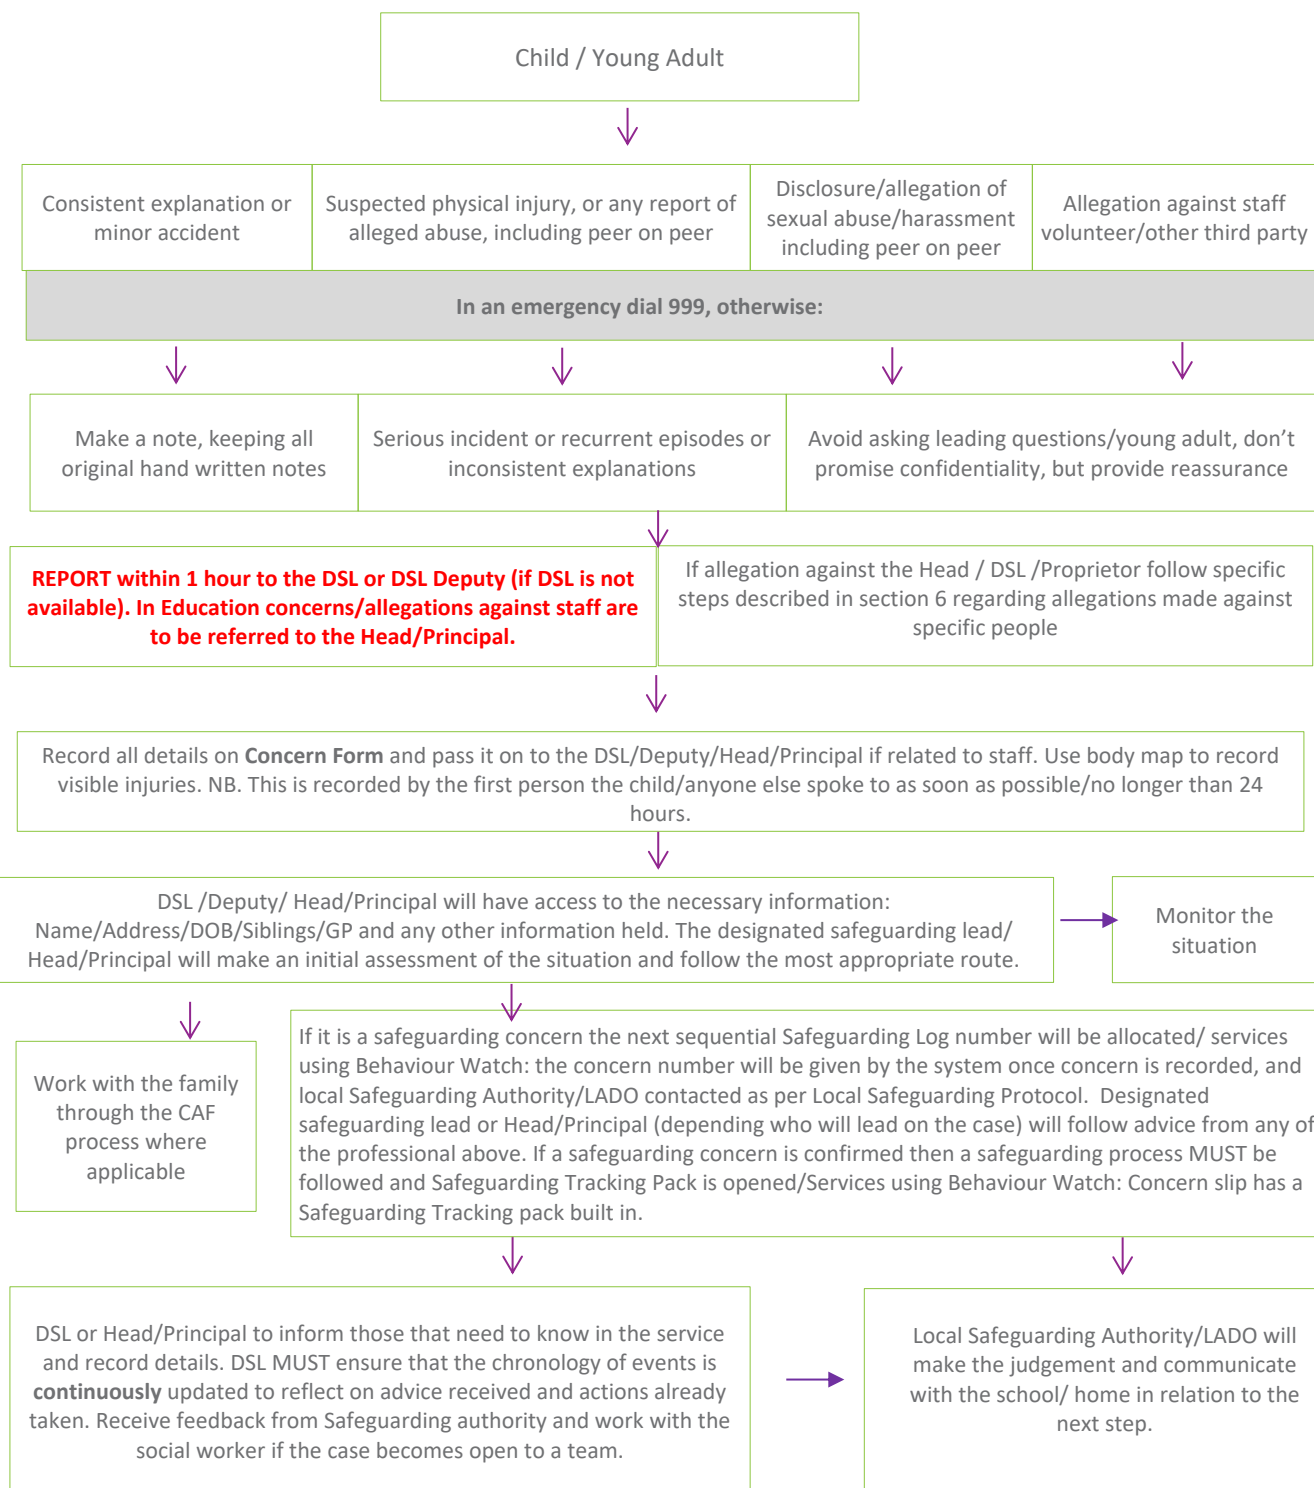 Child / Young Adult
Consistent explanation or
minor accident
Suspected physical injury, or any report of
alleged abuse, including peer on peer
Disclosure/allegation of
sexual abuse/harassment
including peer on peer
Allegation against staff
volunteer/other third party
In an emergency dial 999, otherwise:
Make a note, keeping all
original hand written notes
Serious incident or recurrent episodes or
inconsistent explanations
Avoid asking leading questions/young adult, don’t
promise confidentiality, but provide reassurance
REPORT within 1 hour to the DSL or DSL Deputy (if DSL is not
available). In Education concerns/allegations against staff are
to be referred to the Head/Principal.
If allegation against the Head / DSL /Proprietor follow specific
steps described in section 6 regarding allegations made against
specific people
Record all details on Concern Form and pass it on to the DSL/Deputy/Head/Principal if related to staff. Use body map to record
visible injuries. NB. This is recorded by the first person the child/anyone else spoke to as soon as possible/no longer than 24
hours.
DSL /Deputy/ Head/Principal will have access to the necessary information:
Name/Address/DOB/Siblings/GP and any other information held. The designated safeguarding lead/
Head/Principal will make an initial assessment of the situation and follow the most appropriate route.
Monitor the
situation
Work with the family
through the CAF
process where
applicable
If it is a safeguarding concern the next sequential Safeguarding Log number will be allocated/ services
using Behaviour Watch: the concern number will be given by the system once concern is recorded, and
local Safeguarding Authority/LADO contacted as per Local Safeguarding Protocol.  Designated
safeguarding lead or Head/Principal (depending who will lead on the case) will follow advice from any of
the professional above. If a safeguarding concern is confirmed then a safeguarding process MUST be
followed and Safeguarding Tracking Pack is opened/Services using Behaviour Watch: Concern slip has a
Safeguarding Tracking pack built in.
DSL or Head/Principal to inform those that need to know in the service
and record details. DSL MUST ensure that the chronology of events is
continuously updated to reflect on advice received and actions already
taken. Receive feedback from Safeguarding authority and work with the
social worker if the case becomes open to a team.
Local Safeguarding Authority/LADO will
make the judgement and communicate
with the school/ home in relation to the
next step.